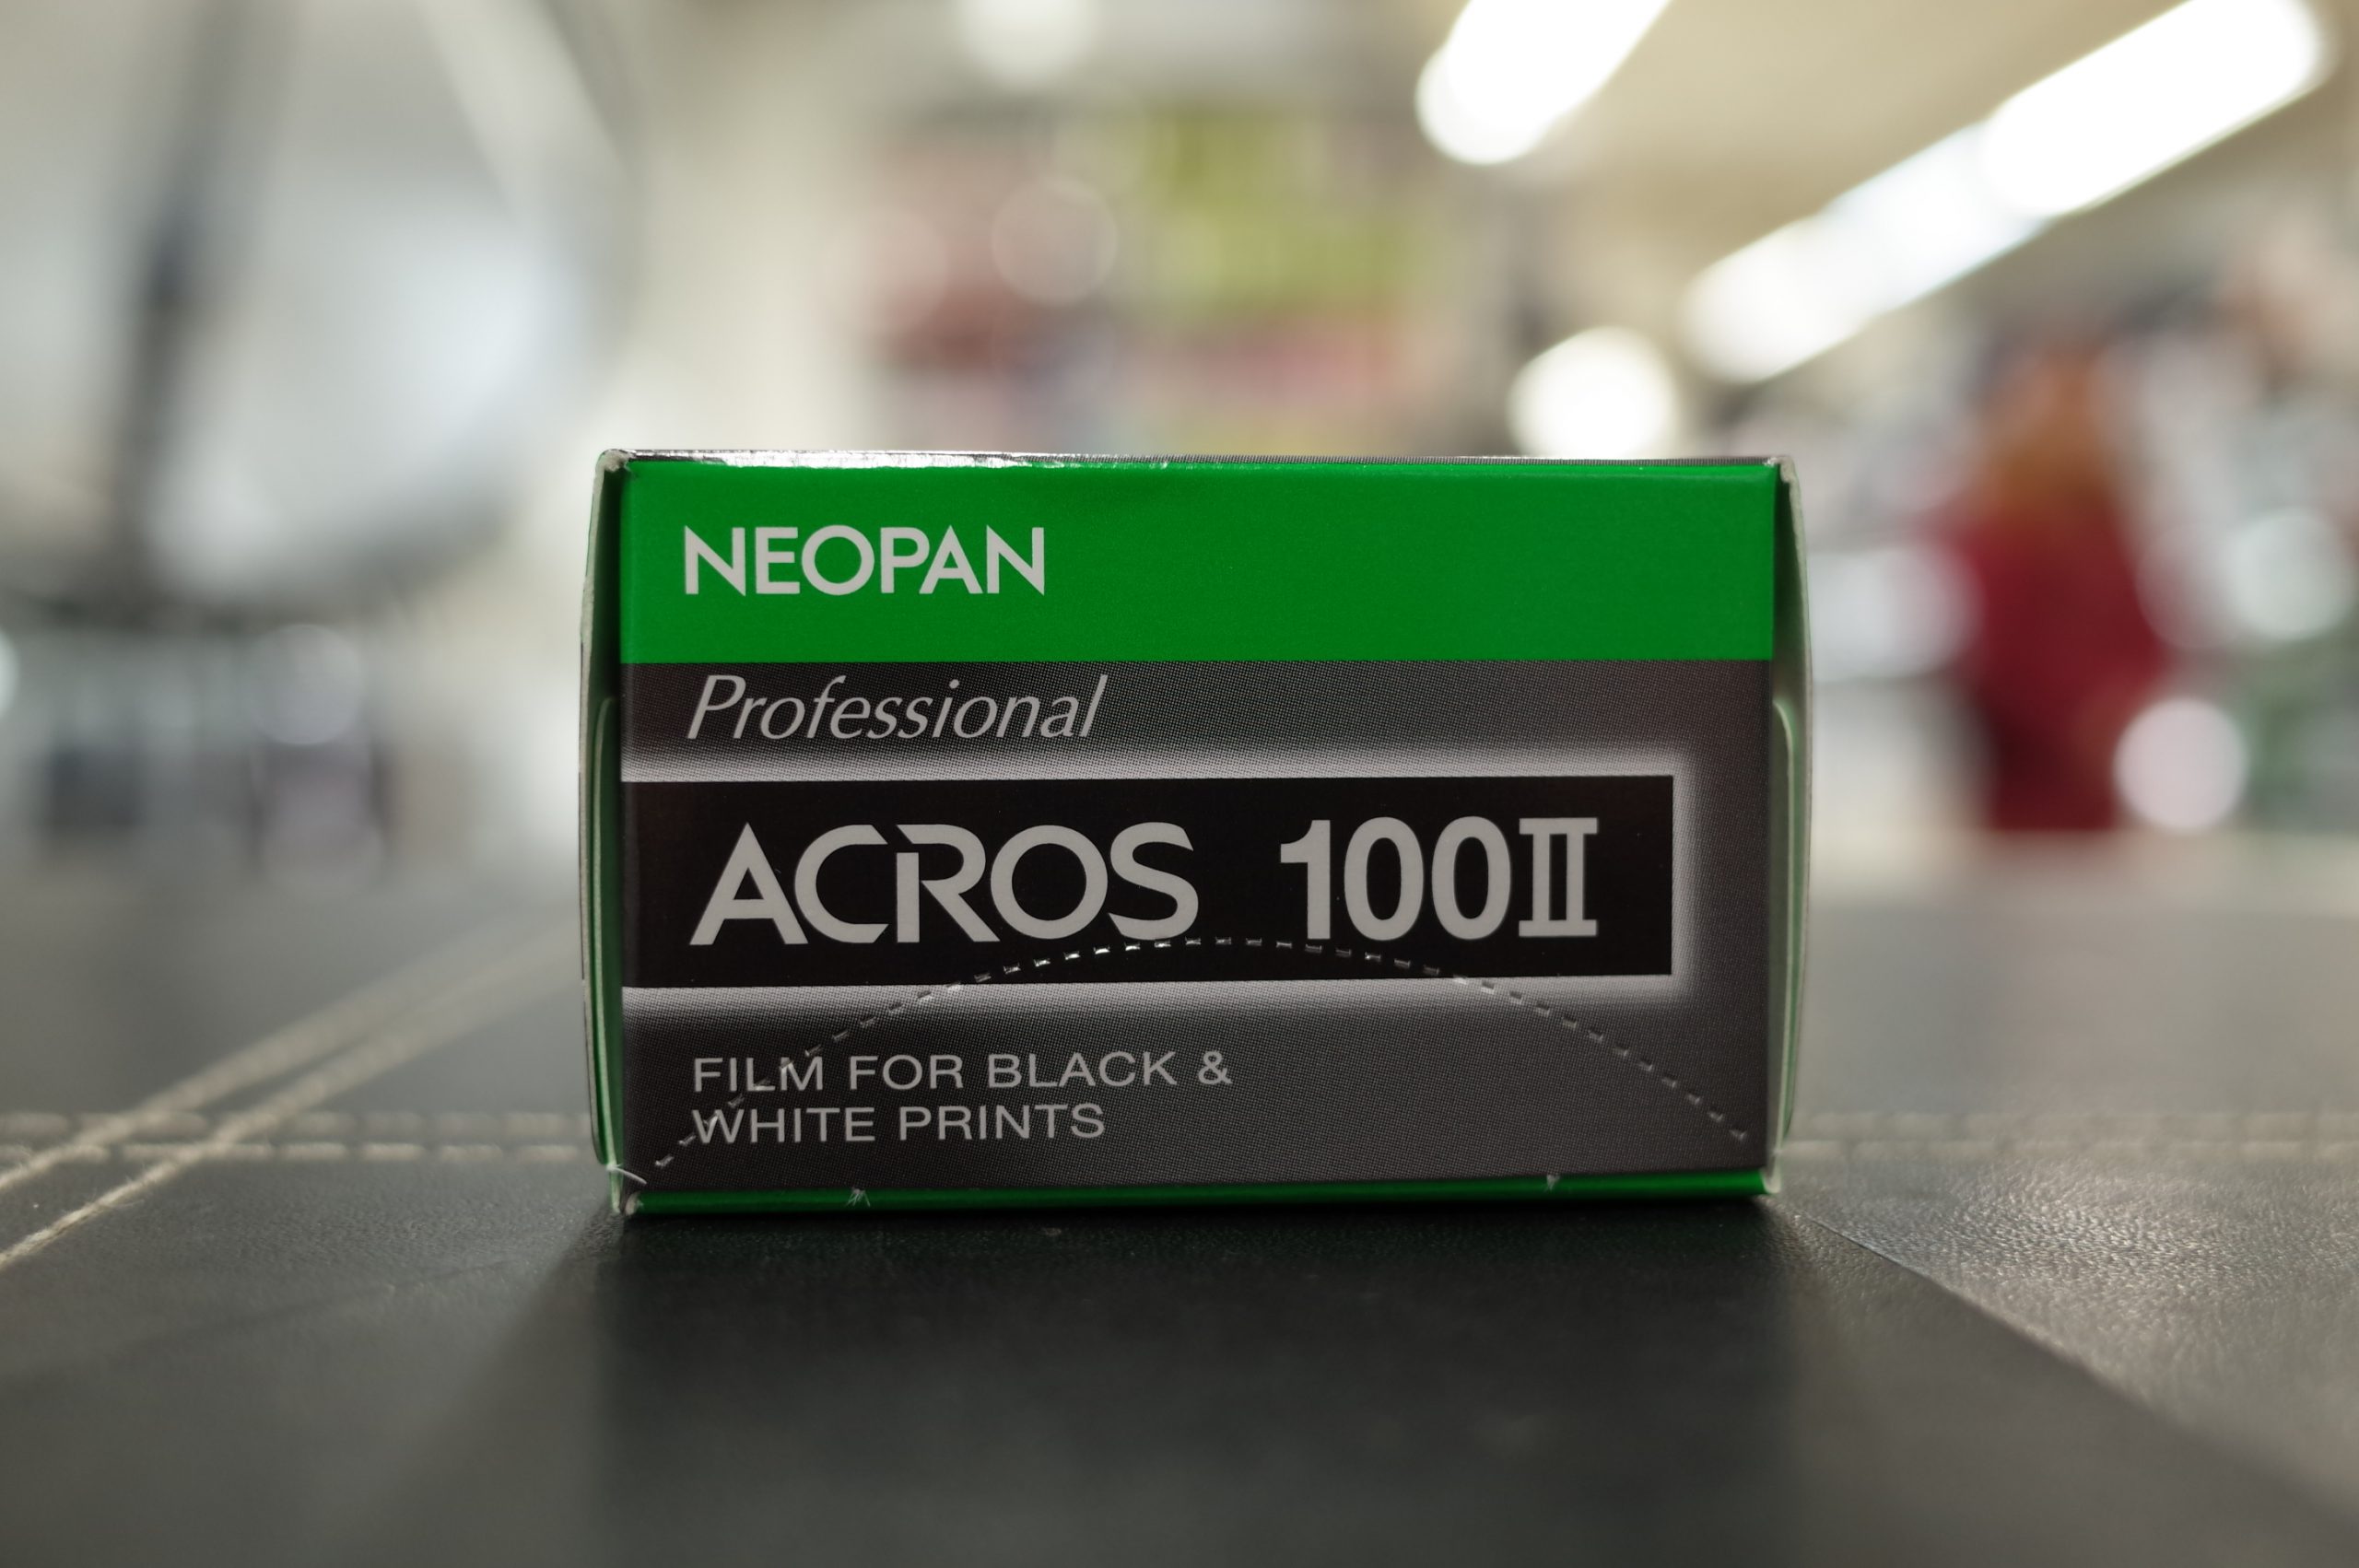 NEOPAN
Professional
ACROS 100Ⅱ
FILM FOR BLACK &
WHITE PRINTS